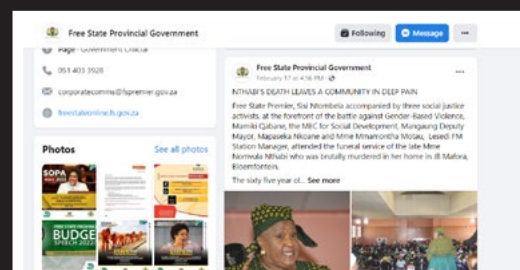 Free State Provincial Government
Following
Message
Page · Government Official
051 403 3928
corporatecomms@fspremier.gov.za
freestateonline.fs.gov.za
Photos
See all photos
SOPA
BUDGET
SPEECH 2022/
Free State Provincial Government
February 17 at 4:56 PM
NTHABI'S DEATH LEAVES A COMMUNITY IN DEEP PAIN
Free State Premier, Sisi Ntombela accompanied by three social justice
activists, at the forefront of the battle against Gender-Based Violence,
Mamiki Qabane, the MEC for Social Development, Mangaung Deputy
Mayor, Mapaseka Nkoane and Mme Mmamontha Motau, Lesedi FM
Station Manager, attended the funeral service of the late Mme
Nomvula Nthabi who was brutally murdered in her home in JB Mafora,
Bloemfontein.
The sixty five year ol... See more